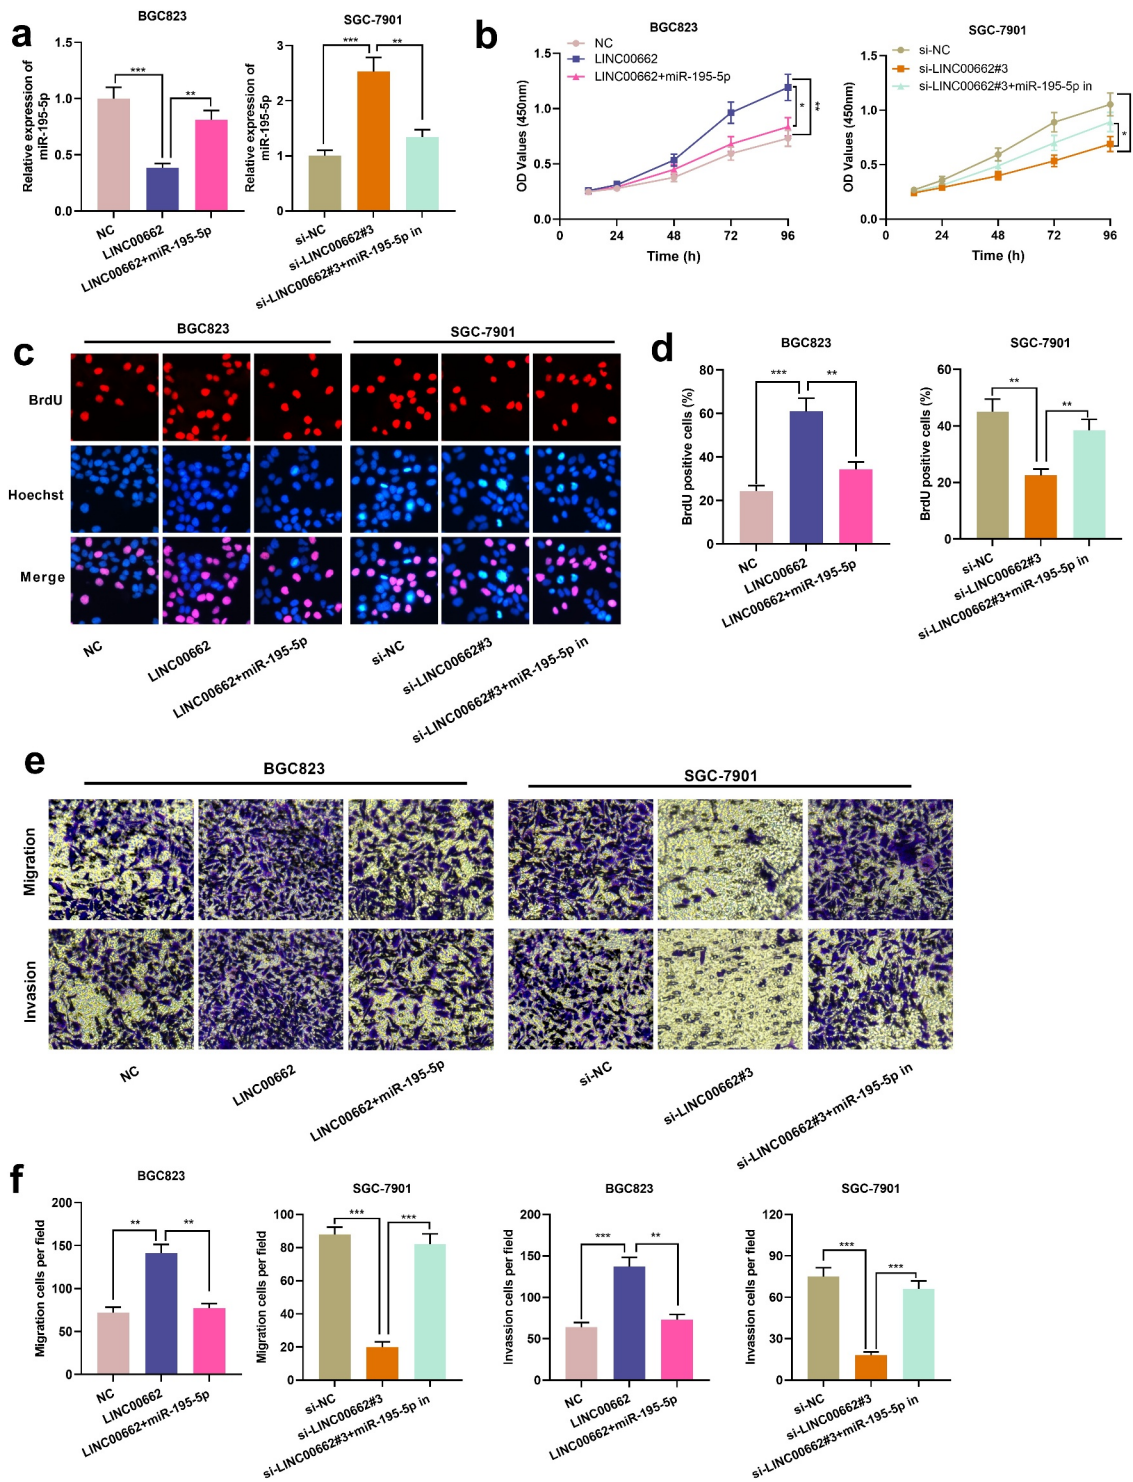 a
BGC823
Relative expression of
miR-195-5p
1.5
1.0
0.5
0.0
***
**
NC
LINC00662
LINC00662+miR-195-5p
SGC-7901
Relative expression of
miR-195-5p
3
2
1
0
***
**
si-NC
si-LINC00662#3
si-LINC00662#3+miR-195-5p in
b
BGC823
NC
LINC00662
LINC00662+miR-195-5p
OD Values (450nm)
1.5
1.0
0.5
0.0
*
**
0 12 24 48 72 96
Time (h)
SGC-7901
si-NC
si-LINC00662#3
si-LINC00662#3+miR-195-5p in
OD Values (450nm)
1.5
1.0
0.5
0.0
*
0 24 48 72 96
Time (h)
c
BGC823
SGC-7901
BrdU
Hoechst
Merge
NC
LINC00662
LINC00662+miR-195-5p
si-NC
si-LINC00662#3
si-LINC00662#3+miR-195-5p in
d
BGC823
BrdU positive cells (%)
80
60
40
20
0
***
**
NC
LINC00662
LINC00662+miR-195-5p
SGC-7901
BrdU positive cells (%)
60
40
20
0
**
**
si-NC
si-LINC00662#3
si-LINC00662#3+miR-195-5p in
e
BGC823
SGC-7901
Migration
Invasion
NC
LINC00662
LINC00662+miR-195-5p
si-NC
si-LINC00662#3
si-LINC00662#3+miR-195-5p in
f
BGC823
Migration cells per field
200
150
100
50
0
**
**
NC
LINC00662
LINC00662+miR-195-5p
SGC-7901
Migration cells per field
100
80
60
40
20
0
***
***
si-NC
si-LINC00662#3
si-LINC00662#3+miR-195-5p in
BGC823
Invassion cells per field
200
150
100
50
0
***
**
NC
LINC00662
LINC00662+miR-195-5p
SGC-7901
Invassion cells per field
120
90
60
30
0
***
***
si-NC
si-LINC00662#3
si-LINC00662#3+miR-195-5p in